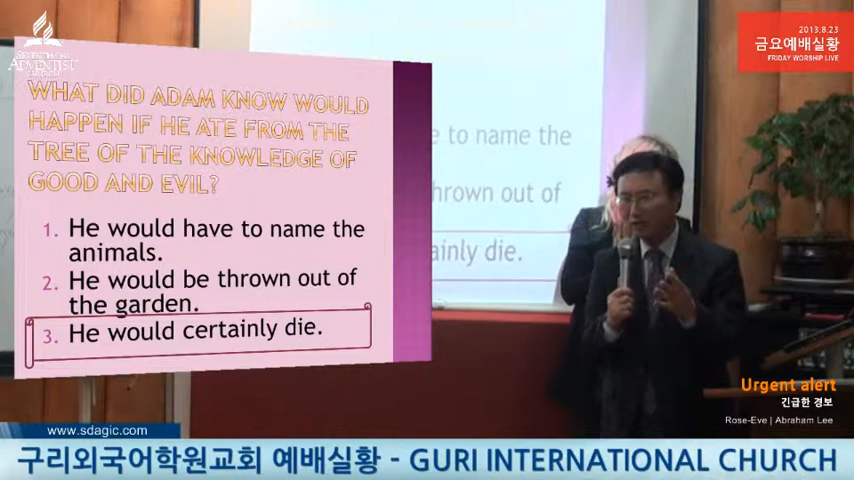 SEVENTH-DAY
ADVENTIST
CHURCH
2013.8.23
금요예배실황
FRIDAY WORSHIP LIVE
WHAT DID ADAM KNOW WOULD
HAPPEN IF HE ATE FROM THE
TREE OF THE KNOWLEDGE OF
GOOD AND EVIL?
1. He would have to name the
animals.
2. He would be thrown out of
the garden.
3. He would certainly die.
e to name the
hrown out of
ainly die.
Urgent alert
긴급한 경보
Rose-Eve | Abraham Lee
www.sdagic.com
구리외국어학원교회 예배실황 - GURI INTERNATIONAL CHURCH